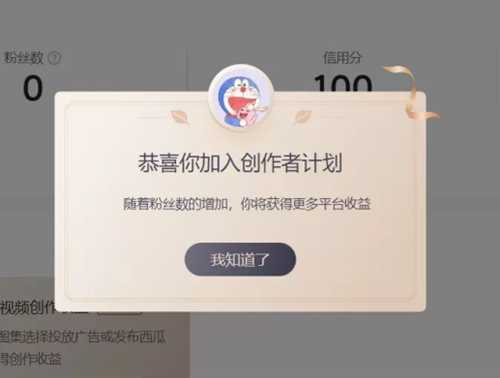 粉丝数
信用分
0
100
恭喜你加入创作者计划
随着粉丝数的增加，你将获得更多平台收益
我知道了
视频创作
图集选择投放广告或发布西瓜
得创作收益